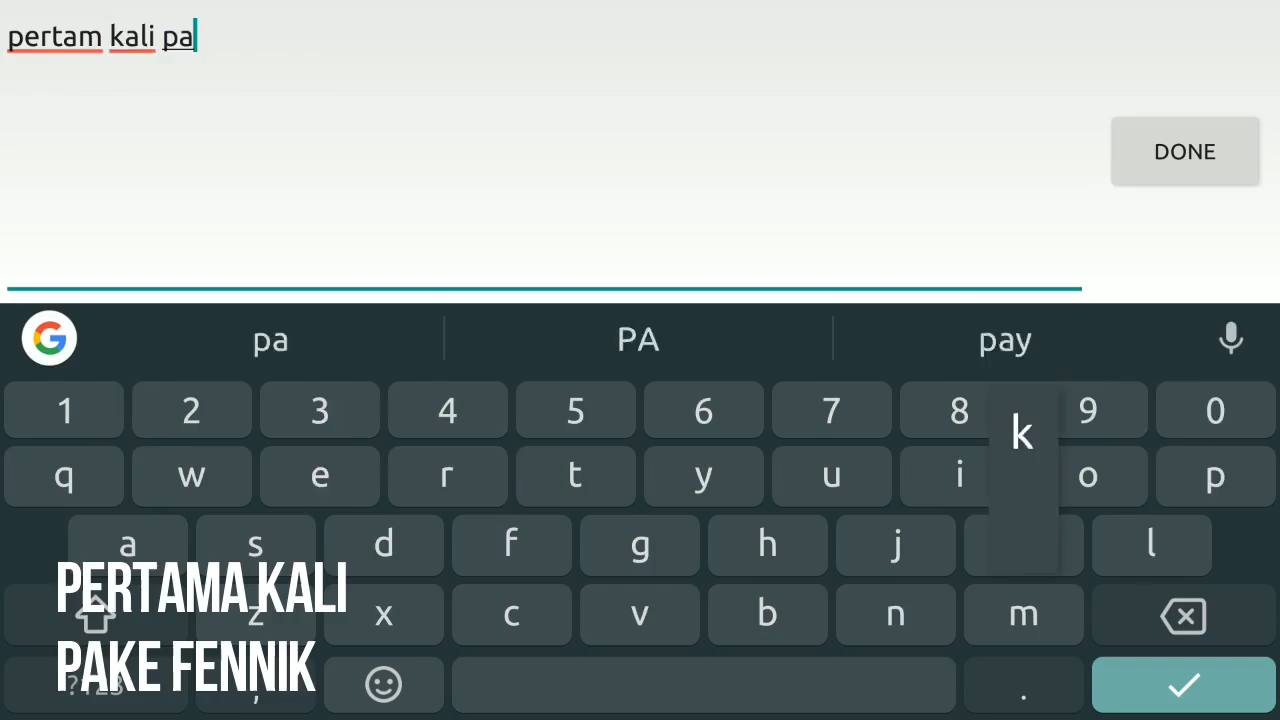 pertam kali pa
DONE
pa PA pay
1 2 3 4 5 6 7 8 9 0
k
q w e r t y u i o p
a s d f g h j l
PERTAMA KALI
z x c v b n m
PAKE FENNIK
?123 , .